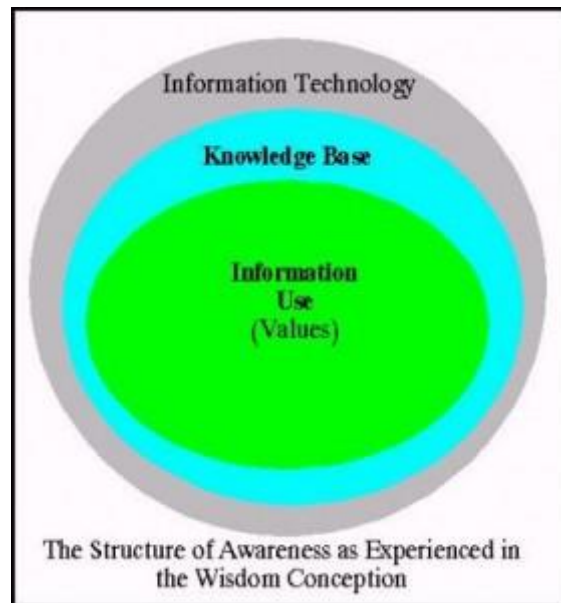 Information Technology
Knowledge Base
Information
Use
(Values)
The Structure of Awareness as Experienced in
the Wisdom Conception